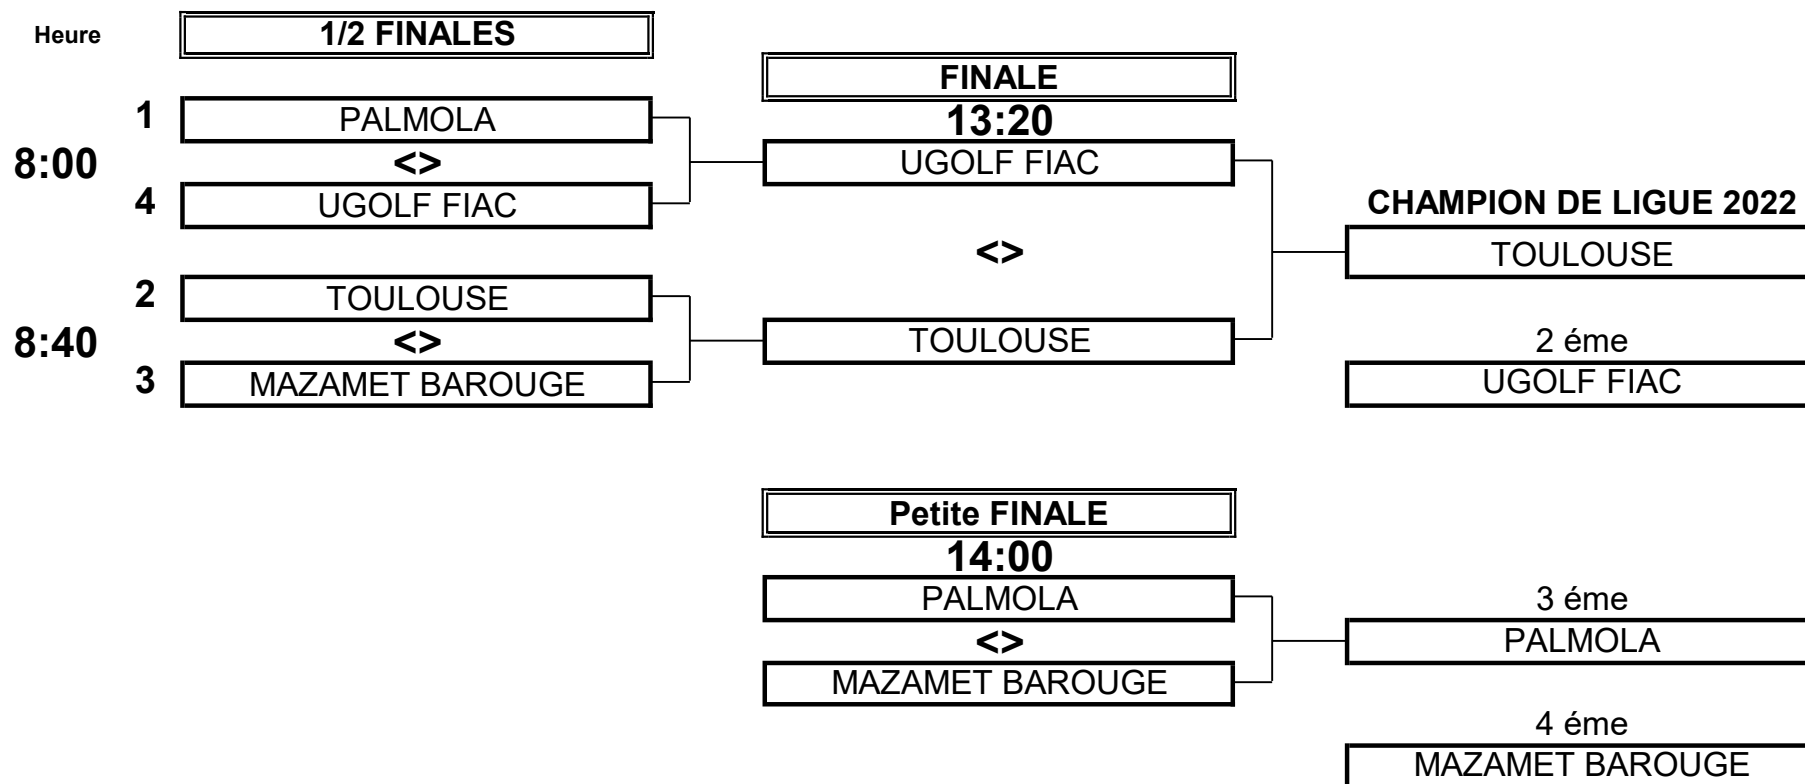 Heure
1/2 FINALES
FINALE
1
PALMOLA
13:20
8:00
<>
UGOLF FIAC
4
UGOLF FIAC
CHAMPION DE LIGUE 2022
<>
TOULOUSE
2
TOULOUSE
8:40
<>
TOULOUSE
2 éme
3
MAZAMET BAROUGE
UGOLF FIAC
Petite FINALE
14:00
PALMOLA
3 éme
<>
PALMOLA
MAZAMET BAROUGE
4 éme
MAZAMET BAROUGE